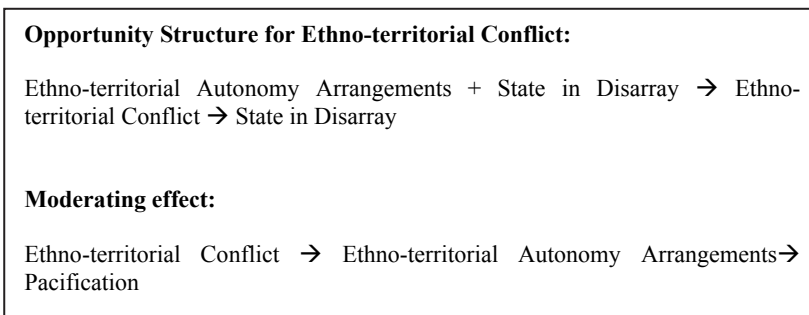 Opportunity Structure for Ethno-territorial Conflict:
Ethno-territorial Autonomy Arrangements + State in Disarray → Ethno-
territorial Conflict → State in Disarray
Moderating effect:
Ethno-territorial Conflict → Ethno-territorial Autonomy Arrangements→
Pacification